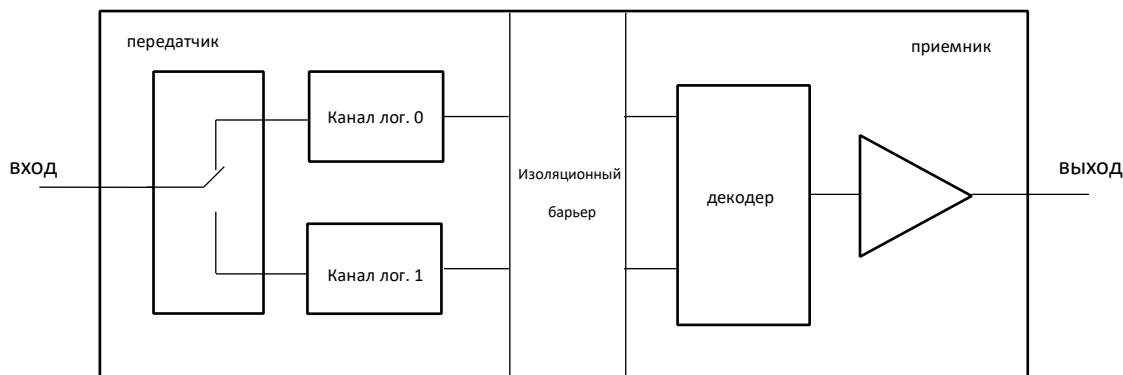 передатчик
приемник
Канал лог. 0
вход
Изоляционный
барьер
декодер
выход
Канал лог. 1